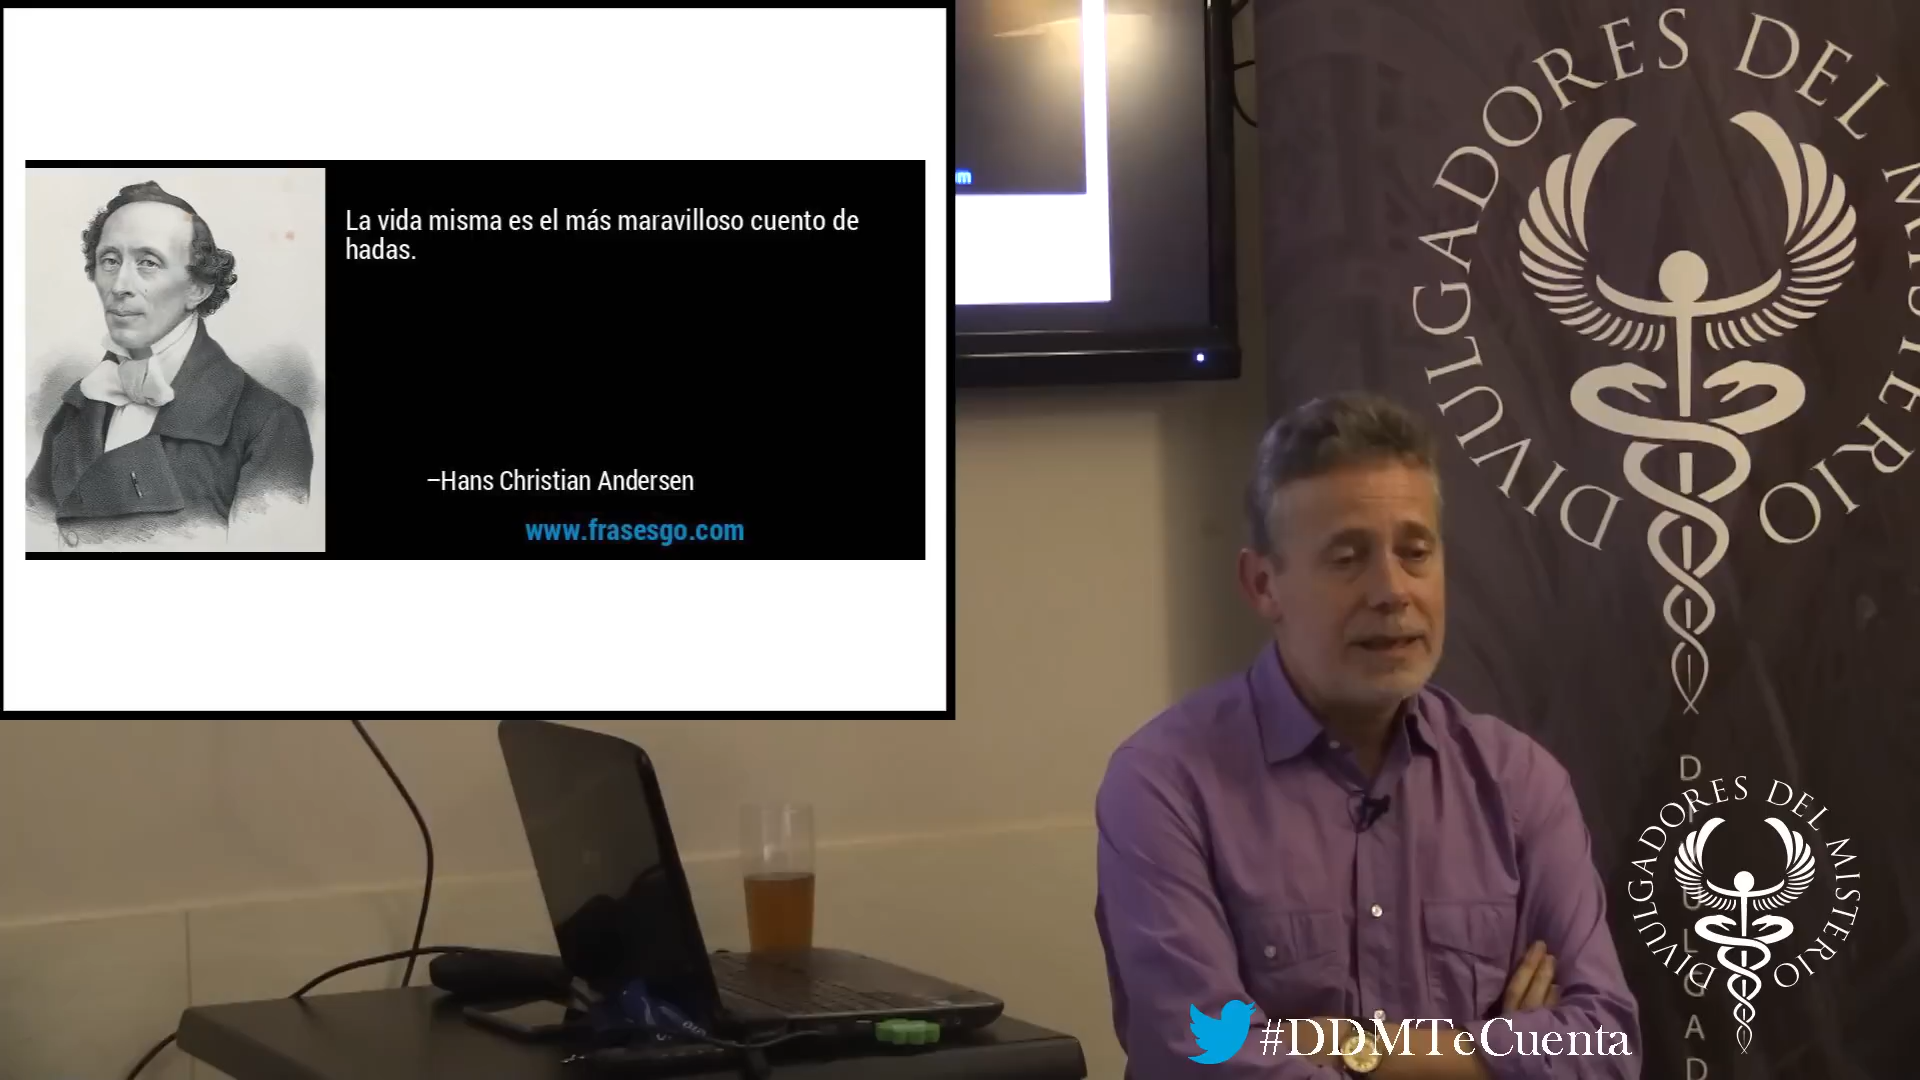 La vida misma es el más maravilloso cuento de
hadas.
–Hans Christian Andersen
www.frasesgo.com
m
DIVULGADORES DEL MISTERIO
D
I
V
U
L
G
A
D
DIVULGADORES DEL MISTERIO
#DDMTeCuenta